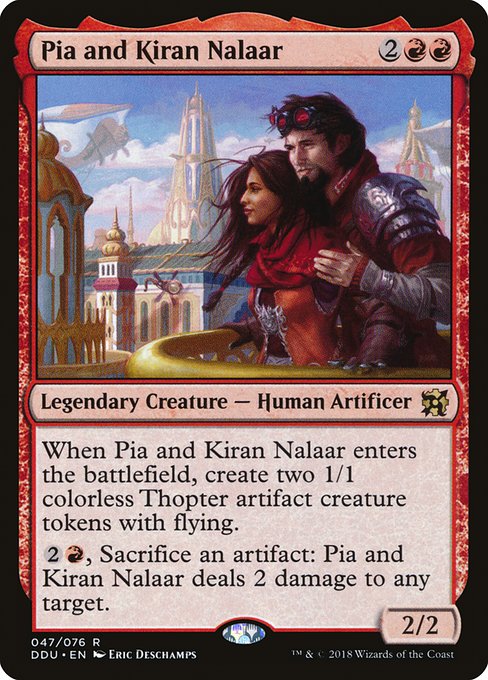 Pia and Kiran Nalaar 2
Legendary Creature — Human Artificer
When Pia and Kiran Nalaar enters
the battlefield, create two 1/1
colorless Thopter artifact creature
tokens with flying.
2, Sacrifice an artifact: Pia and
Kiran Nalaar deals 2 damage to any
target.
2/2
047/076 R
DDU • EN Eric Deschamps
™ & © 2018 Wizards of the Coast